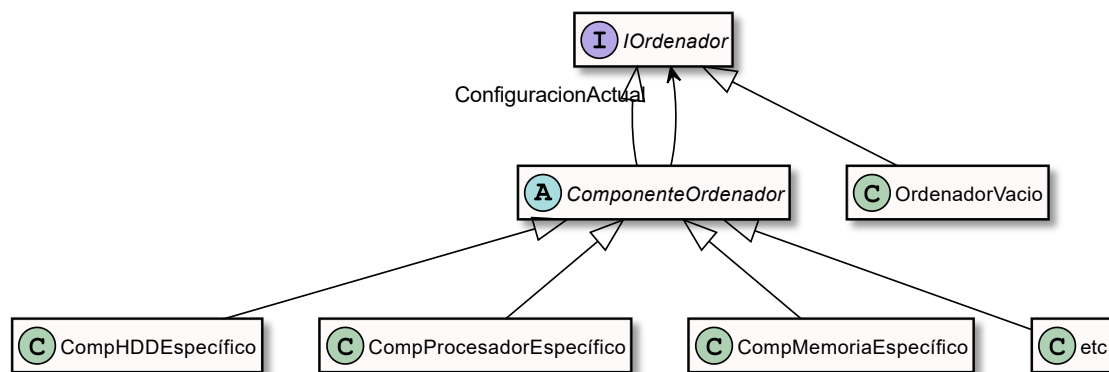 I IOrdenador
ConfiguracionActual
A ComponenteOrdenador
C OrdenadorVacio
C CompHDDEspecífico
C CompProcesadorEspecífico
C CompMemoriaEspecífico
C etc